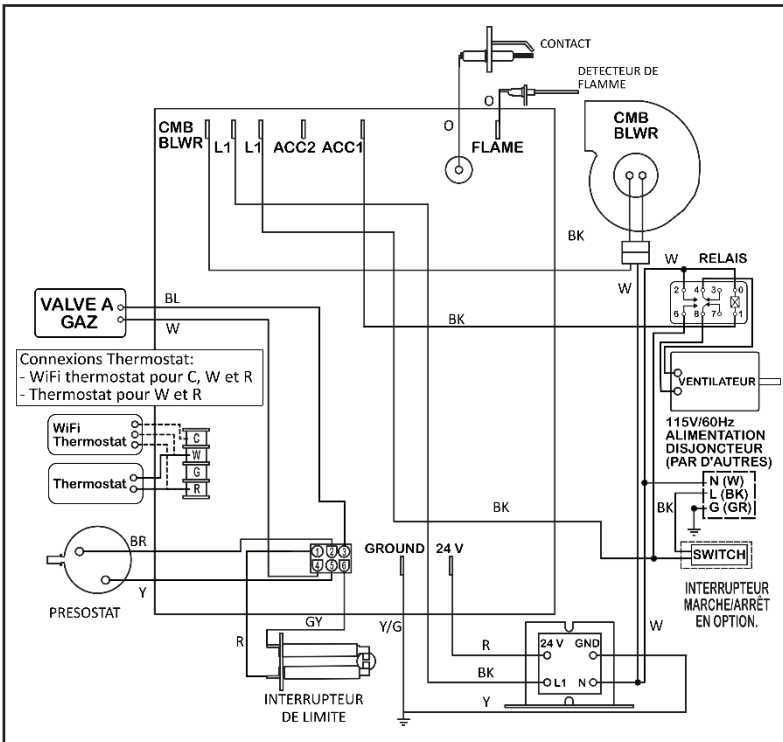 CONTACT
DETECTEUR DE
FLAMME
O
O
CMB
BLWR
L1
L1
ACC2
ACC1
FLAME
CMB
BLWR
BK
W
W
RELAIS
2 4 3 0
6 8 7 1
VALVE A
GAZ
BL
W
BK
Connexions Thermostat:
- WiFi thermostat pour C, W et R
- Thermostat pour W et R
VENTILATEUR
WiFi
Thermostat
C
W
G
R
Thermostat
115V/60Hz
ALIMENTATION
DISJONCTEUR
(PAR D'AUTRES)
N (W)
L (BK)
G (GR)
BK
BK
SWITCH
INTERRUPTEUR
MARCHE/ARRÊT
EN OPTION.
BR
Y
PRESOSTAT
1 2 3
4 5 6
GROUND
24 V
GY
Y/G
R
R
BK
Y
W
24 V
GND
L1
N
INTERRUPTEUR
DE LIMITE